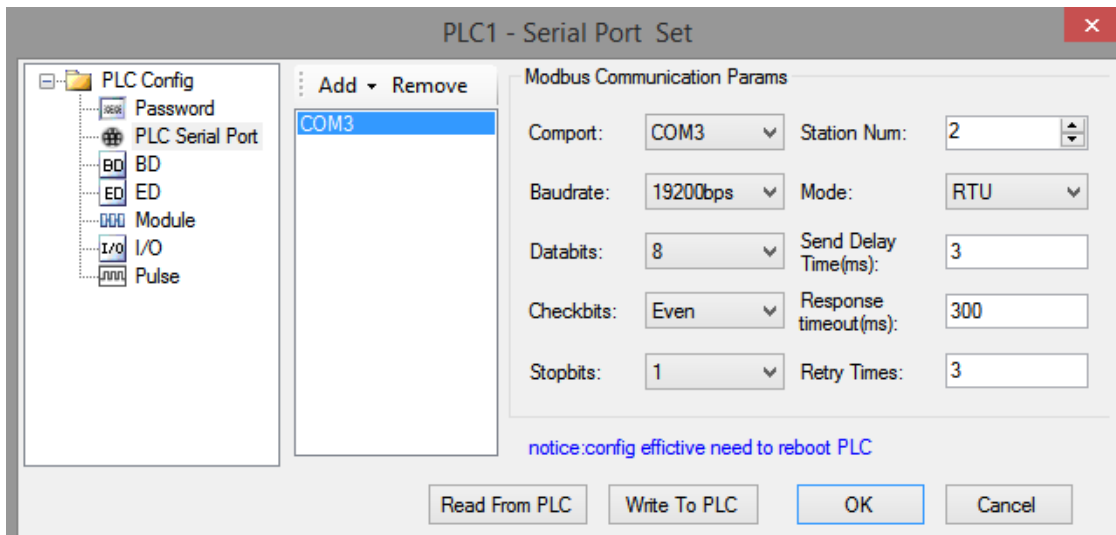 PLC1 - Serial Port Set
PLC Config
Password
PLC Serial Port
BD BD
ED ED
Module
I/O I/O
Pulse
Add Remove
COM3
Modbus Communication Params
Comport: COM3 Station Num: 2
Baudrate: 19200bps Mode: RTU
Databits: 8 Send Delay Time(ms): 3
Checkbits: Even Response timeout(ms): 300
Stopbits: 1 Retry Times: 3
notice:config effictive need to reboot PLC
Read From PLC Write To PLC OK Cancel